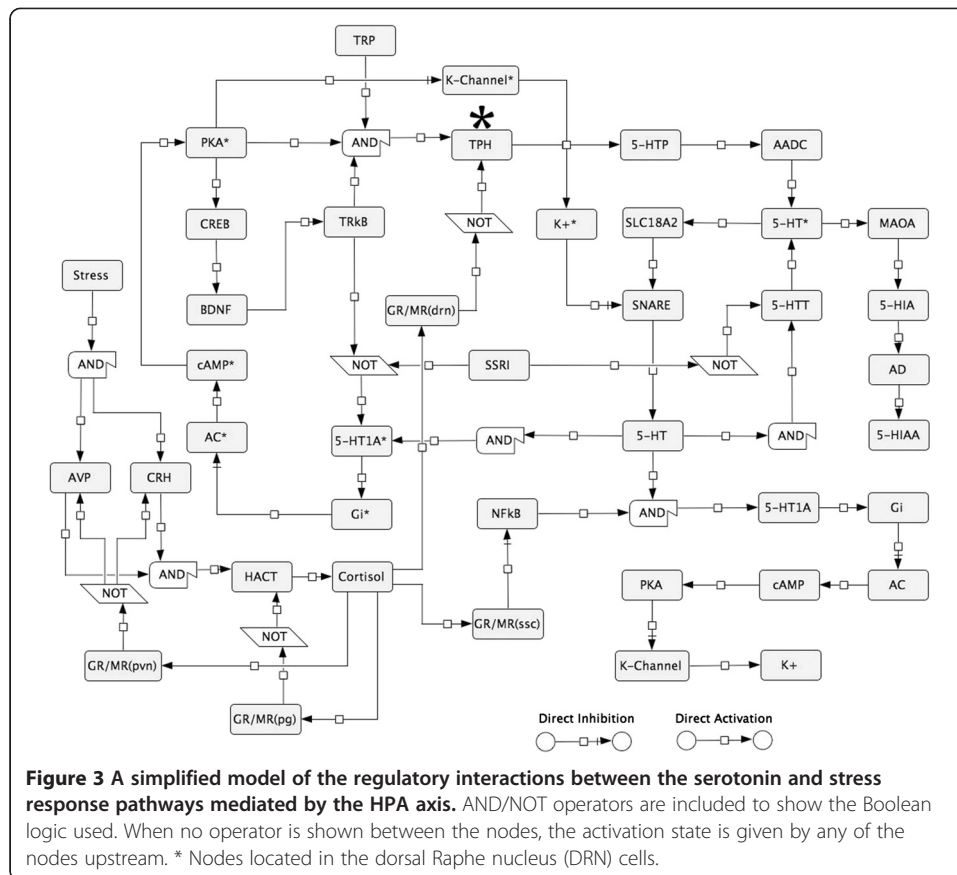 TRP
K-Channel*
*
PKA*
AND
TPH
5-HTP
AADC
CREB
TRkB
NOT
K+*
SLC18A2
5-HT*
MAOA
Stress
BDNF
GR/MR(drn)
SNARE
5-HTT
5-HIA
AND
cAMP*
NOT
SSRI
NOT
AD
AC*
5-HT1A*
AND
5-HT
AND
5-HIAA
AVP
CRH
Gi*
NFkB
AND
5-HT1A
Gi
NOT
AND
HACT
Cortisol
PKA
cAMP
AC
NOT
GR/MR(ssc)
GR/MR(pvn)
K-Channel
K+
GR/MR(pg)
Direct Inhibition
Direct Activation
Figure 3 A simplified model of the regulatory interactions between the serotonin and stress
response pathways mediated by the HPA axis. AND/NOT operators are included to show the Boolean
logic used. When no operator is shown between the nodes, the activation state is given by any of the
nodes upstream. * Nodes located in the dorsal Raphe nucleus (DRN) cells.